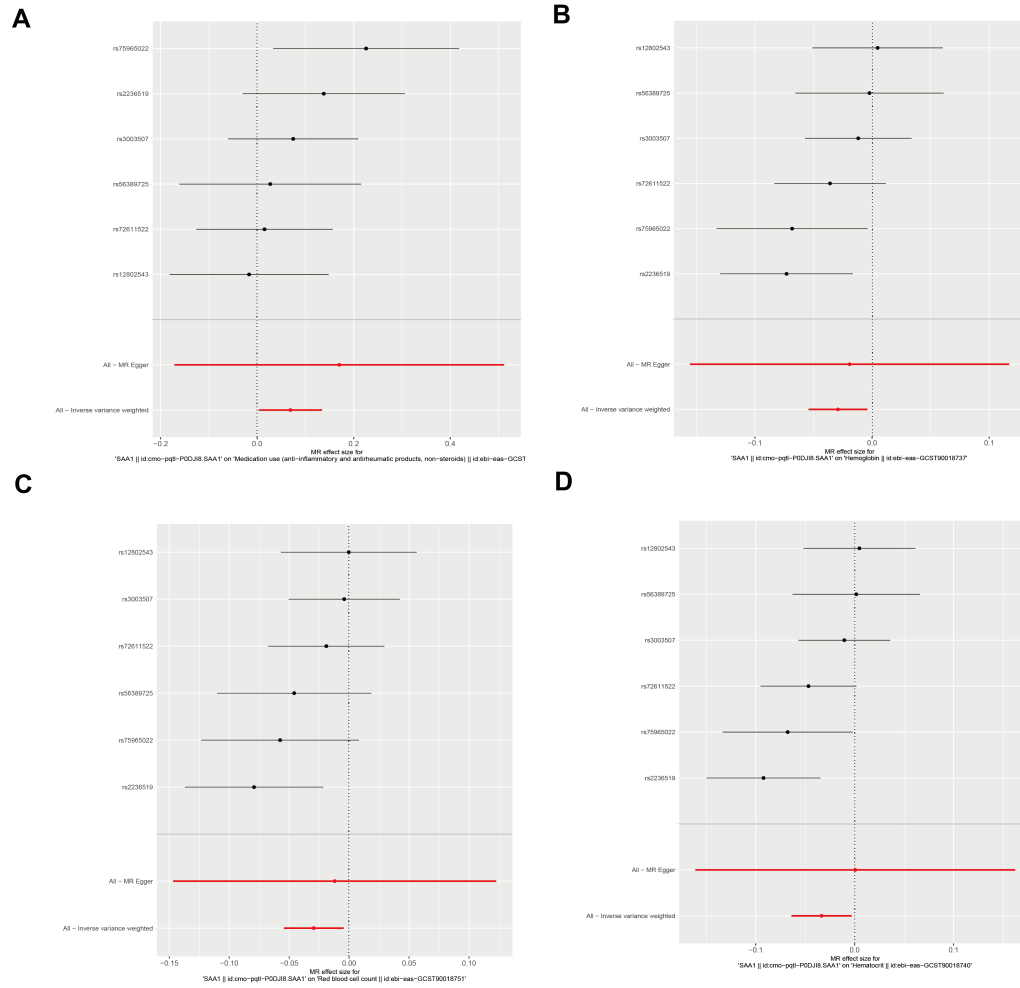 A
rs75965022
rs2236519
rs3003507
rs56389725
rs72611522
rs12802543
All − MR Egger
All − Inverse variance weighted
−0.2 0.0 0.2 0.4
MR effect size for
'SAA1 || id:cmo−pqtl−P0DJI8.SAA1' on 'Medication use (anti−inflammatory and antirheumatic products, non−steroids) || id:ebi−eas−GCST
B
rs12802543
rs56389725
rs3003507
rs72611522
rs75965022
rs2236519
All − MR Egger
All − Inverse variance weighted
−0.1 0.0 0.1
MR effect size for
'SAA1 || id:cmo−pqtl−P0DJI8.SAA1' on 'Hemoglobin || id:ebi−eas−GCST90018737'
C
rs12802543
rs3003507
rs72611522
rs56389725
rs75965022
rs2236519
All − MR Egger
All − Inverse variance weighted
−0.15 −0.10 −0.05 0.00 0.05 0.10
MR effect size for
'SAA1 || id:cmo−pqtl−P0DJI8.SAA1' on 'Red blood cell count || id:ebi−eas−GCST90018751'
D
rs12802543
rs56389725
rs3003507
rs72611522
rs75965022
rs2236519
All − MR Egger
All − Inverse variance weighted
−0.1 0.0 0.1
MR effect size for
'SAA1 || id:cmo−pqtl−P0DJI8.SAA1' on 'Hematocrit || id:ebi−eas−GCST90018740'